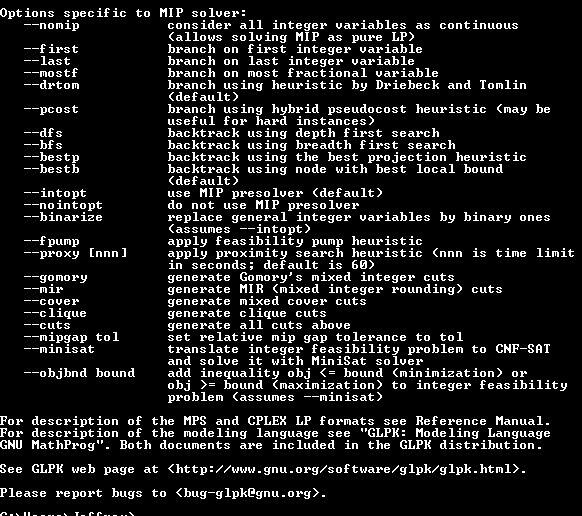 Options specific to MIP solver:
--nomip consider all integer variables as continuous
(allows solving MIP as pure LP)
--first branch on first integer variable
--last branch on last integer variable
--mostf branch on most fractional variable
--drtom branch using heuristic by Driebeck and Tomlin
(default)
--pcost branch using hybrid pseudocost heuristic (may be
useful for hard instances)
--dfs backtrack using depth first search
--bfs backtrack using breadth first search
--bestp backtrack using the best projection heuristic
--bestb backtrack using node with best local bound
(default)
--intopt use MIP presolver (default)
--nointopt do not use MIP presolver
--binarize replace general integer variables by binary ones
(assumes --intopt)
--fpump apply feasibility pump heuristic
--proxy [nnn] apply proximity search heuristic (nnn is time limit
in seconds; default is 60)
--gomory generate Gomory's mixed integer cuts
--mir generate MIR (mixed integer rounding) cuts
--cover generate mixed cover cuts
--clique generate clique cuts
--cuts generate all cuts above
--mipgap tol set relative mip gap tolerance to tol
--minisat translate integer feasibility problem to CNF-SAT
and solve it with MiniSat solver
--objbnd bound add inequality obj <= bound (minimization) or
obj >= bound (maximization) to integer feasibility
problem (assumes --minisat)
For description of the MPS and CPLEX LP formats see Reference Manual.
For description of the modeling language see "GLPK: Modeling Language
GNU MathProg". Both documents are included in the GLPK distribution.
See GLPK web page at <http://www.gnu.org/software/glpk/glpk.html>.
Please report bugs to <bug-glpk@gnu.org>.